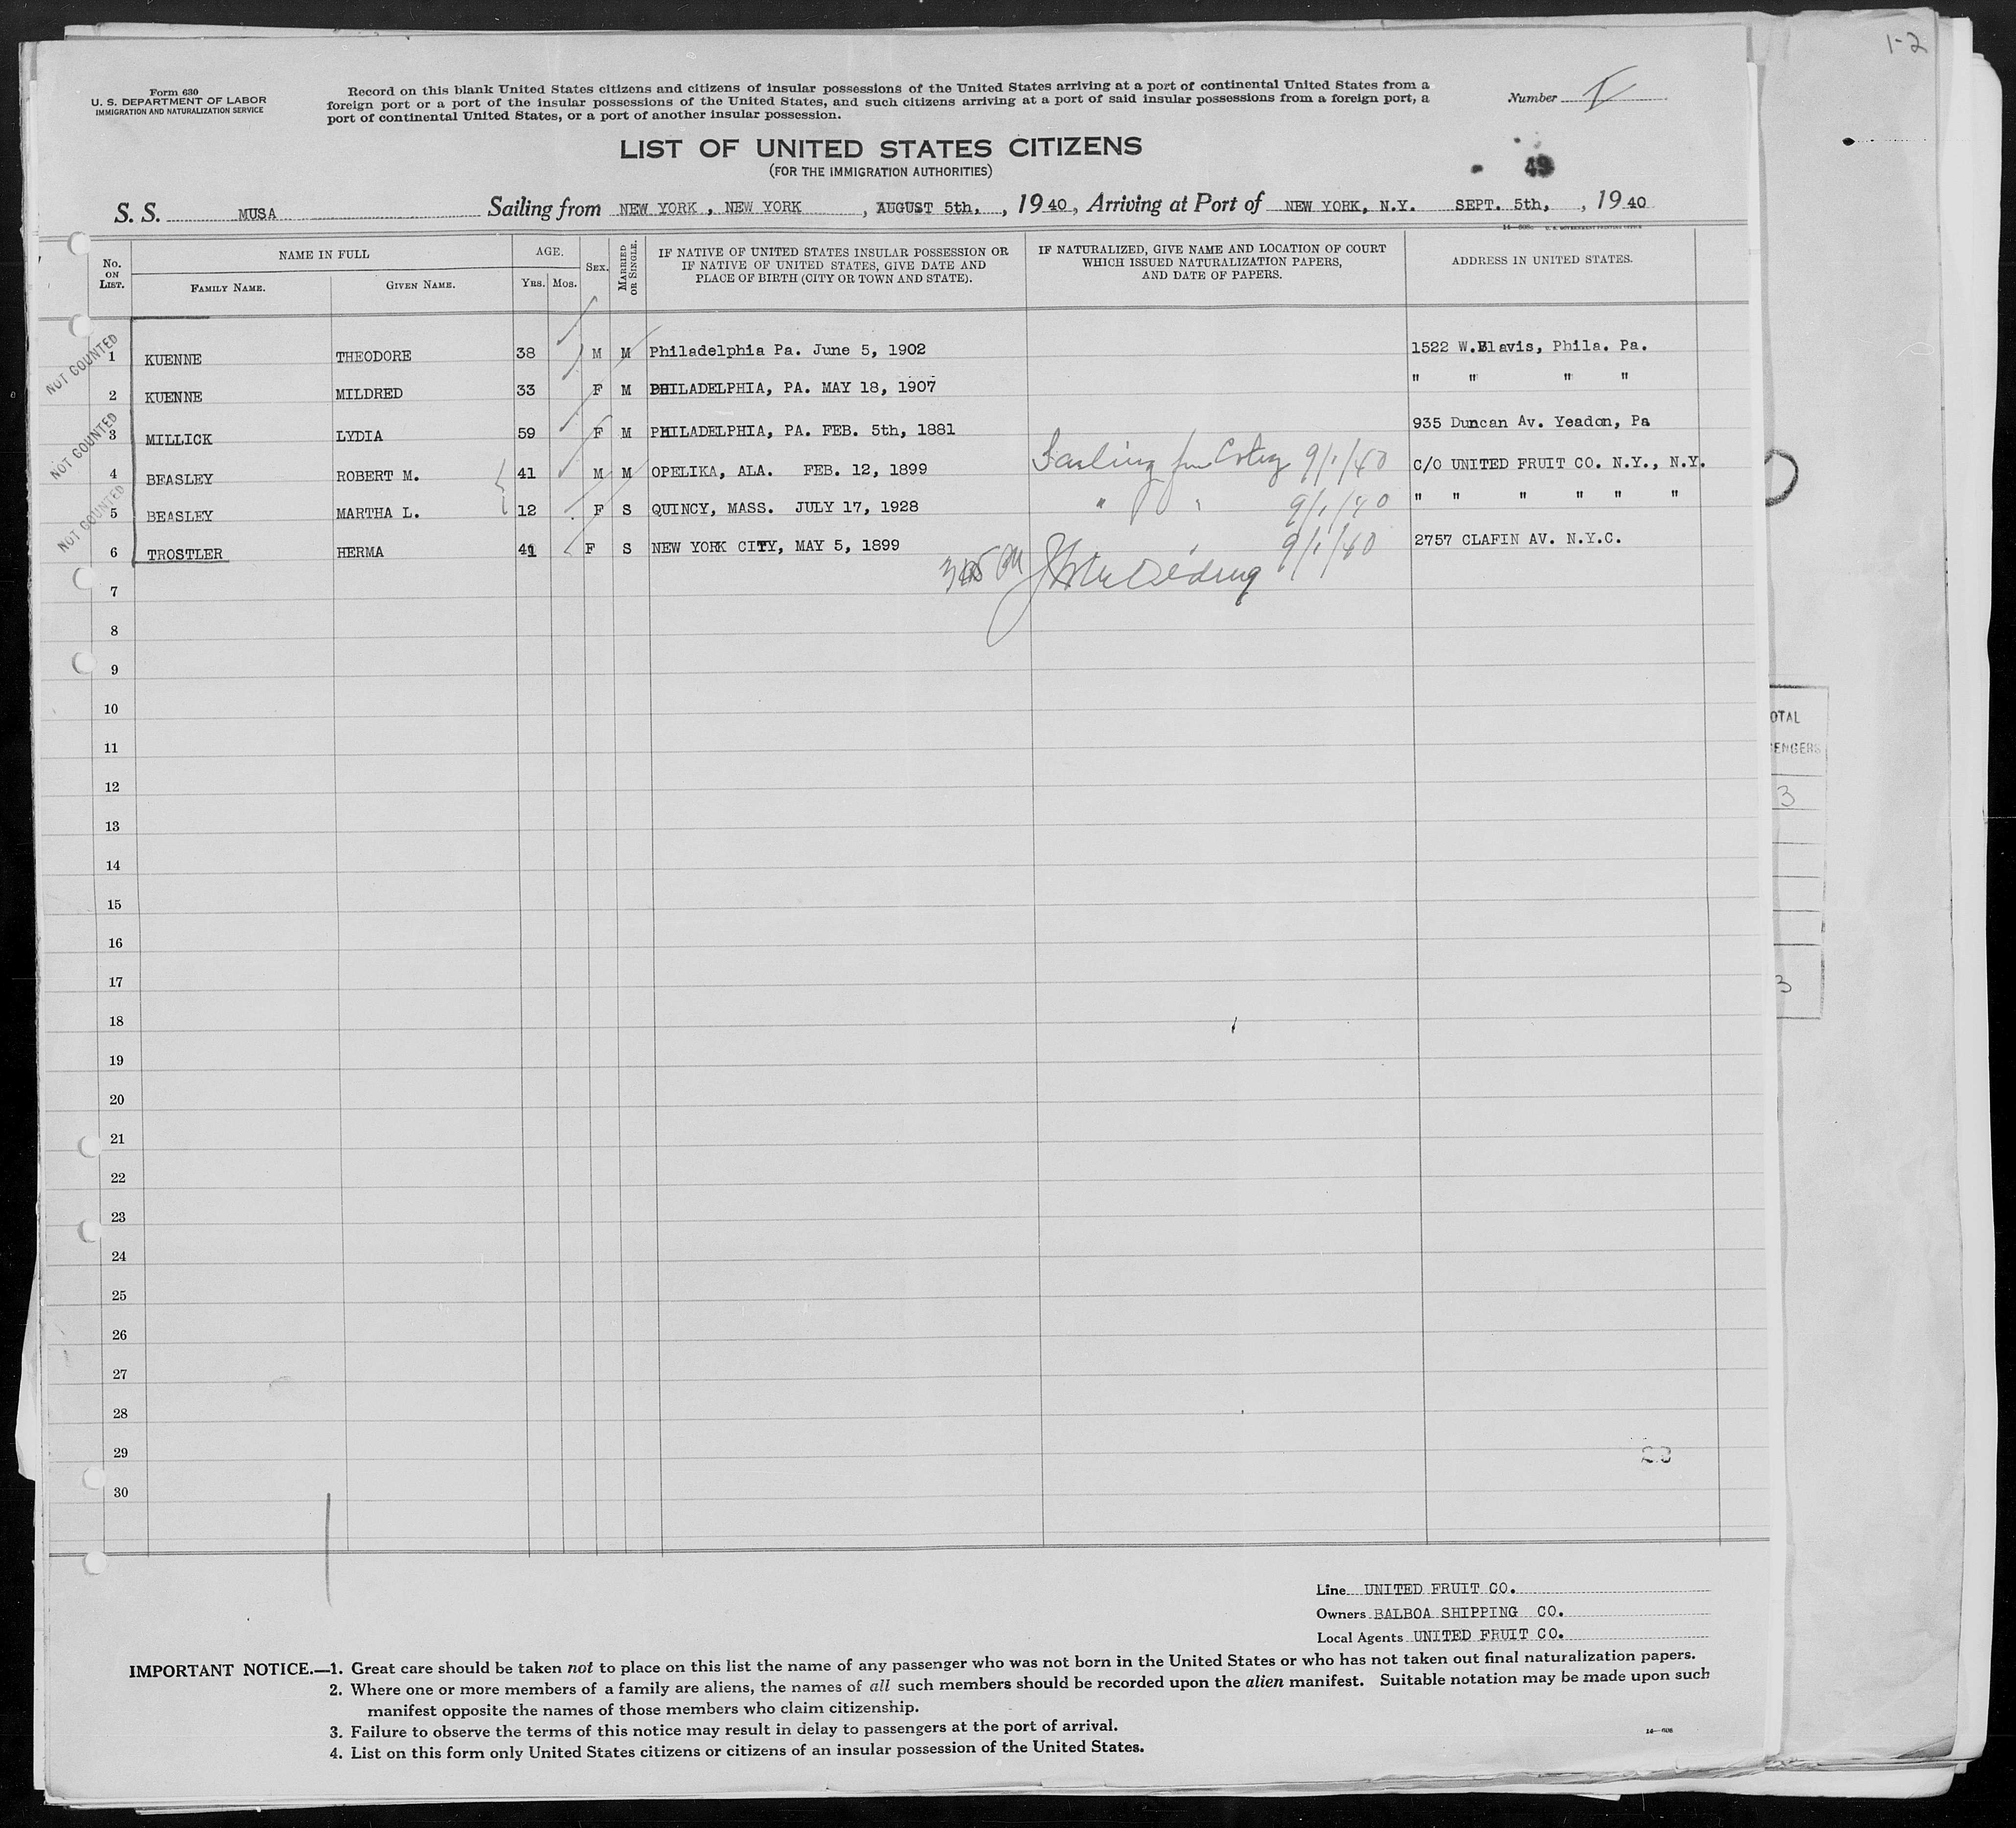 1-2
Form 630
U. S. DEPARTMENT OF LABOR
IMMIGRATION AND NATURALIZATION SERVICE
Record on this blank United States citizens and citizens of insular possessions of the United States arriving at a port of continental United States from a
foreign port or a port of the insular possessions of the United States, and such citizens arriving at a port of said insular possessions from a foreign port, a
port of continental United States, or a port of another insular possession.
Number
LIST OF UNITED STATES CITIZENS
(FOR THE IMMIGRATION AUTHORITIES)
49
S. S. MUSA Sailing from NEW YORK, NEW YORK, AUGUST 5th, , 1940, Arriving at Port of NEW YORK, N.Y. SEPT. 5th, , 1940
No. ON LIST. NAME IN FULL FAMILY NAME. GIVEN NAME. AGE. YRS. MOS. SEX. MARRIED OR SINGLE. IF NATIVE OF UNITED STATES INSULAR POSSESSION OR IF NATIVE OF UNITED STATES, GIVE DATE AND PLACE OF BIRTH (CITY OR TOWN AND STATE). IF NATURALIZED, GIVE NAME AND LOCATION OF COURT WHICH ISSUED NATURALIZATION PAPERS, AND DATE OF PAPERS. ADDRESS IN UNITED STATES.
NOT COUNTED
1 KUENNE THEODORE 38 M M Philadelphia Pa. June 5, 1902 1522 W. Blavis, Phila. Pa.
2 KUENNE MILDRED 33 F M PHILADELPHIA, PA. MAY 18, 1907 " " " "
NOT COUNTED
3 MILLICK LYDIA 59 F M PHILADELPHIA, PA. FEB. 5th, 1881 935 Duncan Av. Yeadon, Pa
4 BEASLEY ROBERT M. 41 M M OPELIKA, ALA. FEB. 12, 1899 Sailing from 9/1/40 C/O UNITED FRUIT CO. N.Y., N.Y.
NOT COUNTED
5 BEASLEY MARTHA L. 12 F S QUINCY, MASS. JULY 17, 1928 " " 9/1/40 " " " " " "
6 TROSTLER HERMA 41 F S NEW YORK CITY, MAY 5, 1899 9/1/40 2757 CLAFIN AV. N.Y.C.
7
8
9
10
11
12
13
14
15
16
17
18
19
20
21
22
23
24
25
26
27
28
29
30
23
OTAL
ENGERS
3
3
Line UNITED FRUIT CO.
Owners BALBOA SHIPPING CO.
Local Agents UNITED FRUIT CO.
IMPORTANT NOTICE.—1. Great care should be taken not to place on this list the name of any passenger who was not born in the United States or who has not taken out final naturalization papers.
2. Where one or more members of a family are aliens, the names of all such members should be recorded upon the alien manifest. Suitable notation may be made upon such
manifest opposite the names of those members who claim citizenship.
3. Failure to observe the terms of this notice may result in delay to passengers at the port of arrival.
4. List on this form only United States citizens or citizens of an insular possession of the United States.